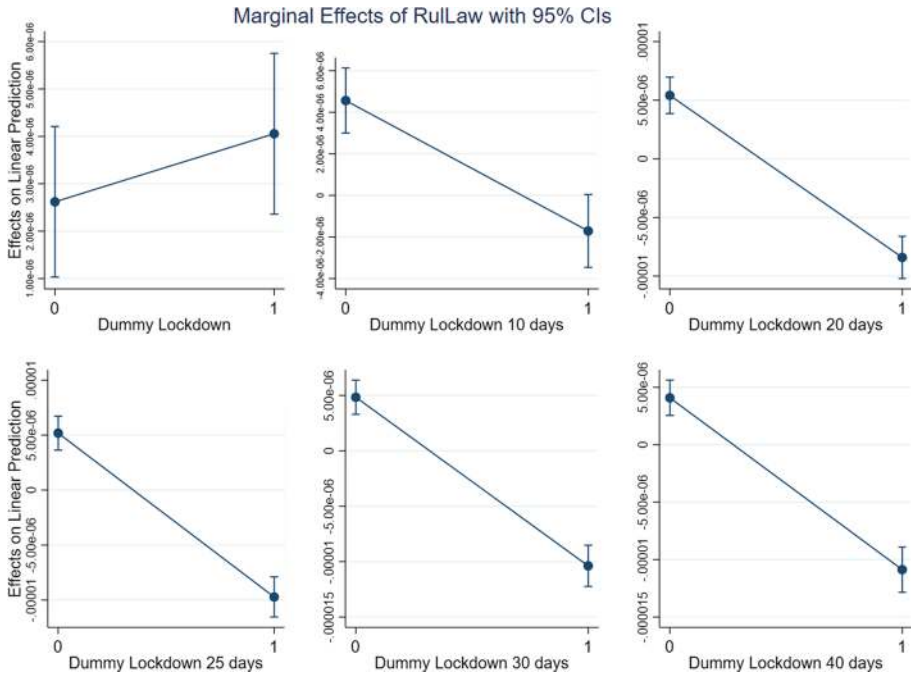 Marginal Effects of RulLaw with 95% CIs
Effects on Linear Prediction
1.00e-06 2.00e-06 3.00e-06 4.00e-06 5.00e-06 6.00e-06
0 1
Dummy Lockdown
-4.00e-06 -2.00e-06 0 2.00e-06 4.00e-06 6.00e-06
0 1
Dummy Lockdown 10 days
-.00001 -5.00e-06 0 5.00e-06 .00001
0 1
Dummy Lockdown 20 days
Effects on Linear Prediction
-.00001 -5.00e-06 0 5.00e-06 .00001
0 1
Dummy Lockdown 25 days
-.000015 -.00001 -5.00e-06 0 5.00e-06
0 1
Dummy Lockdown 30 days
-.000015 -.00001 -5.00e-06 0 5.00e-06
0 1
Dummy Lockdown 40 days